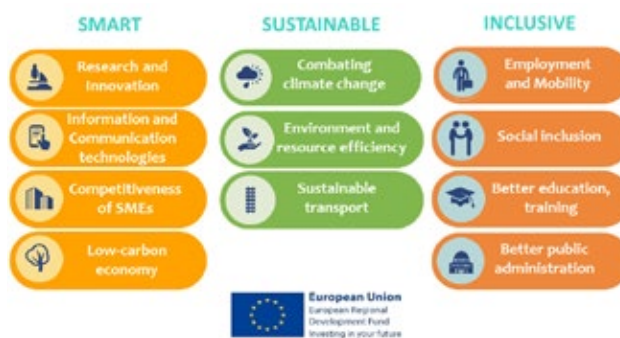 SMART
Research and
Innovation
Information and
Communication
technologies
Competitiveness
of SMEs
Low-carbon
economy
SUSTAINABLE
Combating
climate change
Environment and
resource efficiency
Sustainable
transport
INCLUSIVE
Employment
and Mobility
Social inclusion
Better education,
training
Better public
administration
European Union
European Regional
Development Fund
Investing in your future